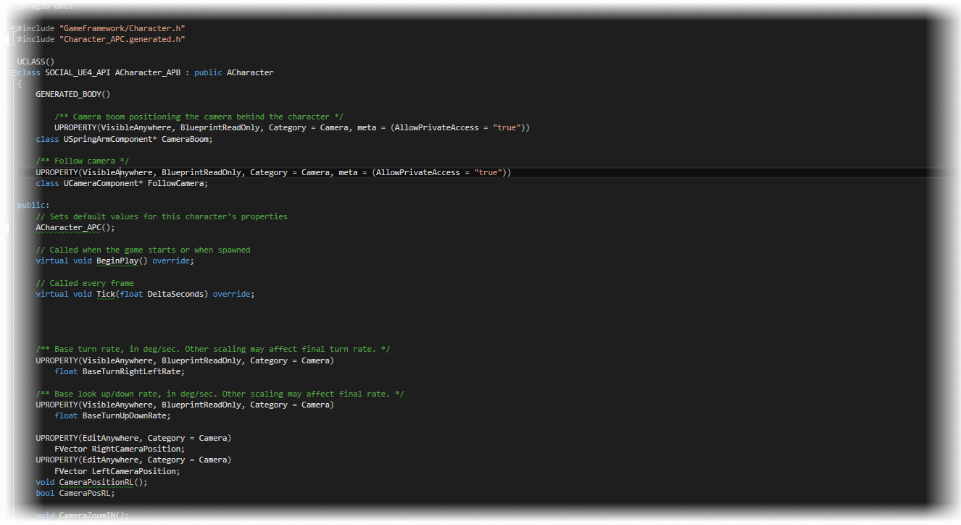 #pragma once
#include "GameFramework/Character.h"
#include "Character_APC.generated.h"
UCLASS()
class SOCIAL_UE4_API ACharacter_APB : public ACharacter
{
GENERATED_BODY()
/** Camera boom positioning the camera behind the character */
UPROPERTY(VisibleAnywhere, BlueprintReadOnly, Category = Camera, meta = (AllowPrivateAccess = "true"))
class USpringArmComponent* CameraBoom;
/** Follow camera */
UPROPERTY(VisibleAnywhere, BlueprintReadOnly, Category = Camera, meta = (AllowPrivateAccess = "true"))
class UCameraComponent* FollowCamera;
public:
// Sets default values for this character's properties
ACharacter_APC();
// Called when the game starts or when spawned
virtual void BeginPlay() override;
// Called every frame
virtual void Tick(float DeltaSeconds) override;
/** Base turn rate, in deg/sec. Other scaling may affect final turn rate. */
UPROPERTY(VisibleAnywhere, BlueprintReadOnly, Category = Camera)
float BaseTurnRightLeftRate;
/** Base look up/down rate, in deg/sec. Other scaling may affect final rate. */
UPROPERTY(VisibleAnywhere, BlueprintReadOnly, Category = Camera)
float BaseTurnUpDownRate;
UPROPERTY(EditAnywhere, Category = Camera)
FVector RightCameraPosition;
UPROPERTY(EditAnywhere, Category = Camera)
FVector LeftCameraPosition;
void CameraPositionRL();
bool CameraPosRL;
void CameraZoomIN();